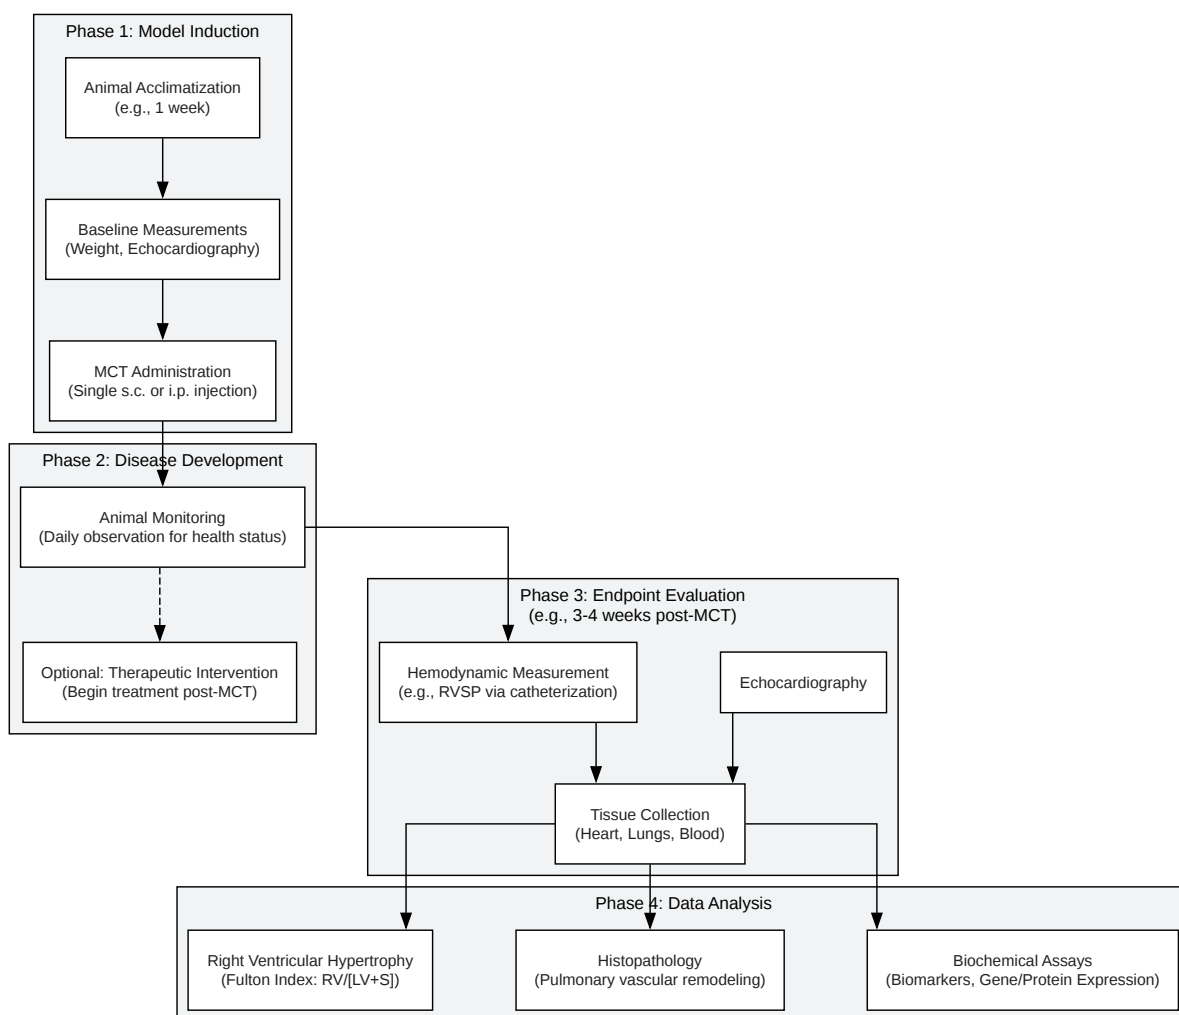 Phase 1: Model Induction
Animal Acclimatization
(e.g., 1 week)
Baseline Measurements
(Weight, Echocardiography)
MCT Administration
(Single s.c. or i.p. injection)
Phase 2: Disease Development
Animal Monitoring
(Daily observation for health status)
Optional: Therapeutic Intervention
(Begin treatment post-MCT)
Phase 3: Endpoint Evaluation
(e.g., 3-4 weeks post-MCT)
Hemodynamic Measurement
(e.g., RVSP via catheterization)
Echocardiography
Tissue Collection
(Heart, Lungs, Blood)
Phase 4: Data Analysis
Right Ventricular Hypertrophy
(Fulton Index: RV/[LV+S])
Histopathology
(Pulmonary vascular remodeling)
Biochemical Assays
(Biomarkers, Gene/Protein Expression)